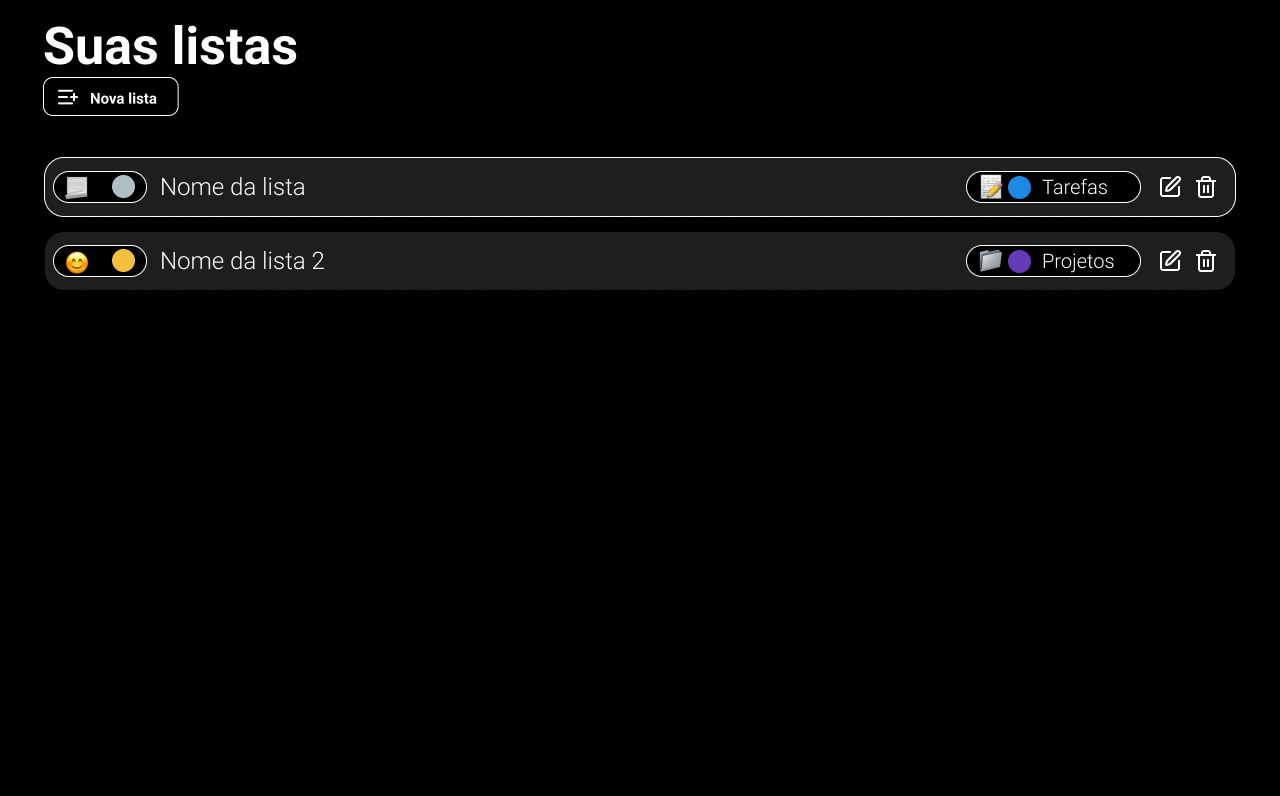 Suas listas
Nova lista
Nome da lista
Tarefas
Nome da lista 2
Projetos